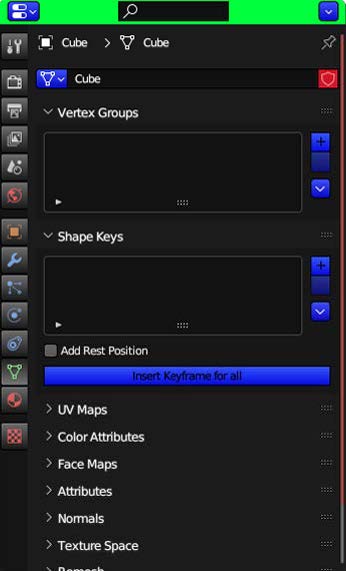 Cube Cube
Cube
Vertex Groups
Shape Keys
Add Rest Position
Insert Keyframe for all
UV Maps
Color Attributes
Face Maps
Attributes
Normals
Texture Space
Remesh